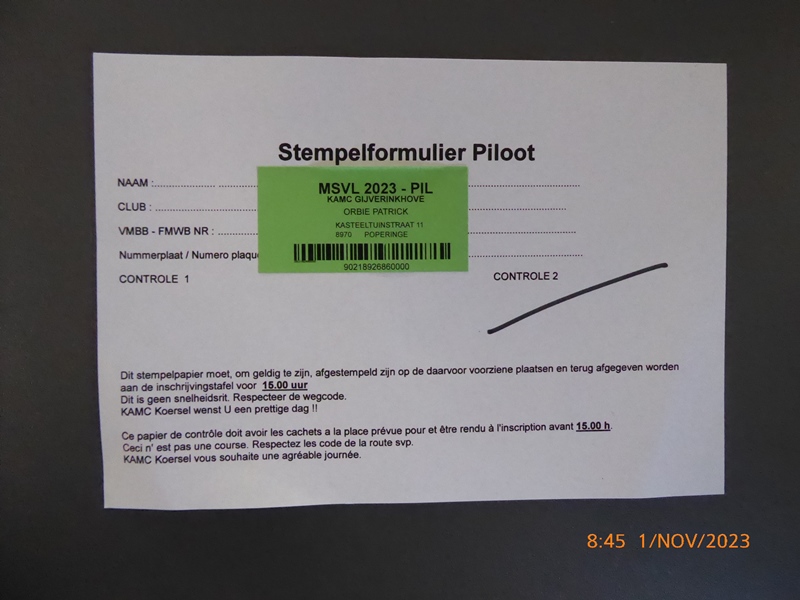 Stempelformulier Piloot
NAAM :
MSVL 2023 - PIL
KAMC GIJVERINKHOVE
CLUB :
ORBIE PATRICK
KASTEELTUINSTRAAT 11
VMBB - FMWB NR :
8970 POPERINGE
Nummerplaat / Numero plaqu
90218926860000
CONTROLE 1
CONTROLE 2
Dit stempelpapier moet, om geldig te zijn, afgestempeld zijn op de daarvoor voorziene plaatsen en terug afgegeven worden
aan de inschrijvingstafel voor 15.00 uur
Dit is geen snelheidsrit. Respecteer de wegcode.
KAMC Koersel wenst U een prettige dag !!
Ce papier de contrôle doit avoir les cachets a la place prévue pour et être rendu à l'inscription avant 15.00 h.
Ceci n' est pas une course. Respectez les code de la route svp.
KAMC Koersel vous souhaite une agréable journée.
8:45 1/NOV/2023